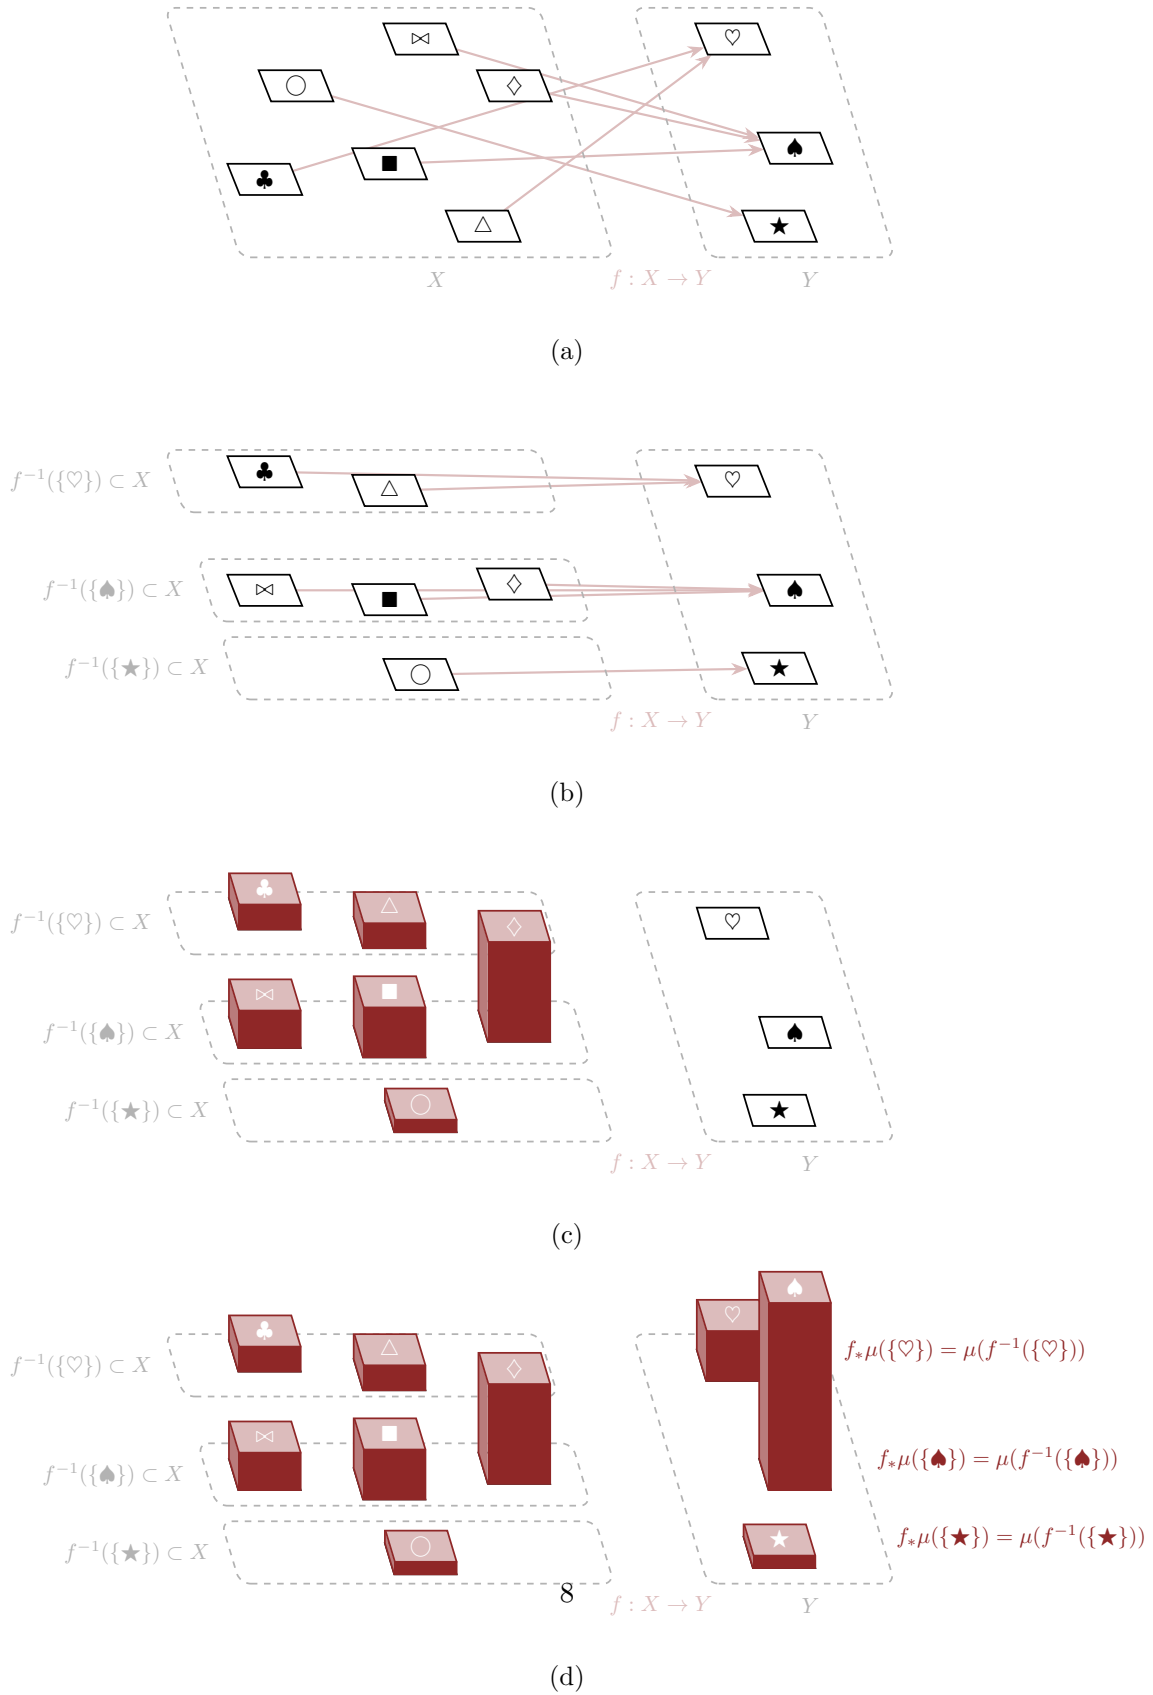 ⋈ ♡
○ ♢
♠
■
♣
△ ★
X f : X → Y Y
(a)
f⁻¹({♡}) ⊂ X ♣ △ ♡
f⁻¹({♠}) ⊂ X ⋈ ■ ♢ ♠
f⁻¹({★}) ⊂ X ○ ★
f : X → Y Y
(b)
♣ △ ♢
f⁻¹({♡}) ⊂ X ♡
⋈ ■
f⁻¹({♠}) ⊂ X ♠
f⁻¹({★}) ⊂ X ○ ★
f : X → Y Y
(c)
♠
♣ △ ♢ ♡
f⁻¹({♡}) ⊂ X f∗μ({♡}) = μ(f⁻¹({♡}))
⋈ ■
f⁻¹({♠}) ⊂ X f∗μ({♠}) = μ(f⁻¹({♠}))
f⁻¹({★}) ⊂ X ○ ★ f∗μ({★}) = μ(f⁻¹({★}))
8
f : X → Y Y
(d)